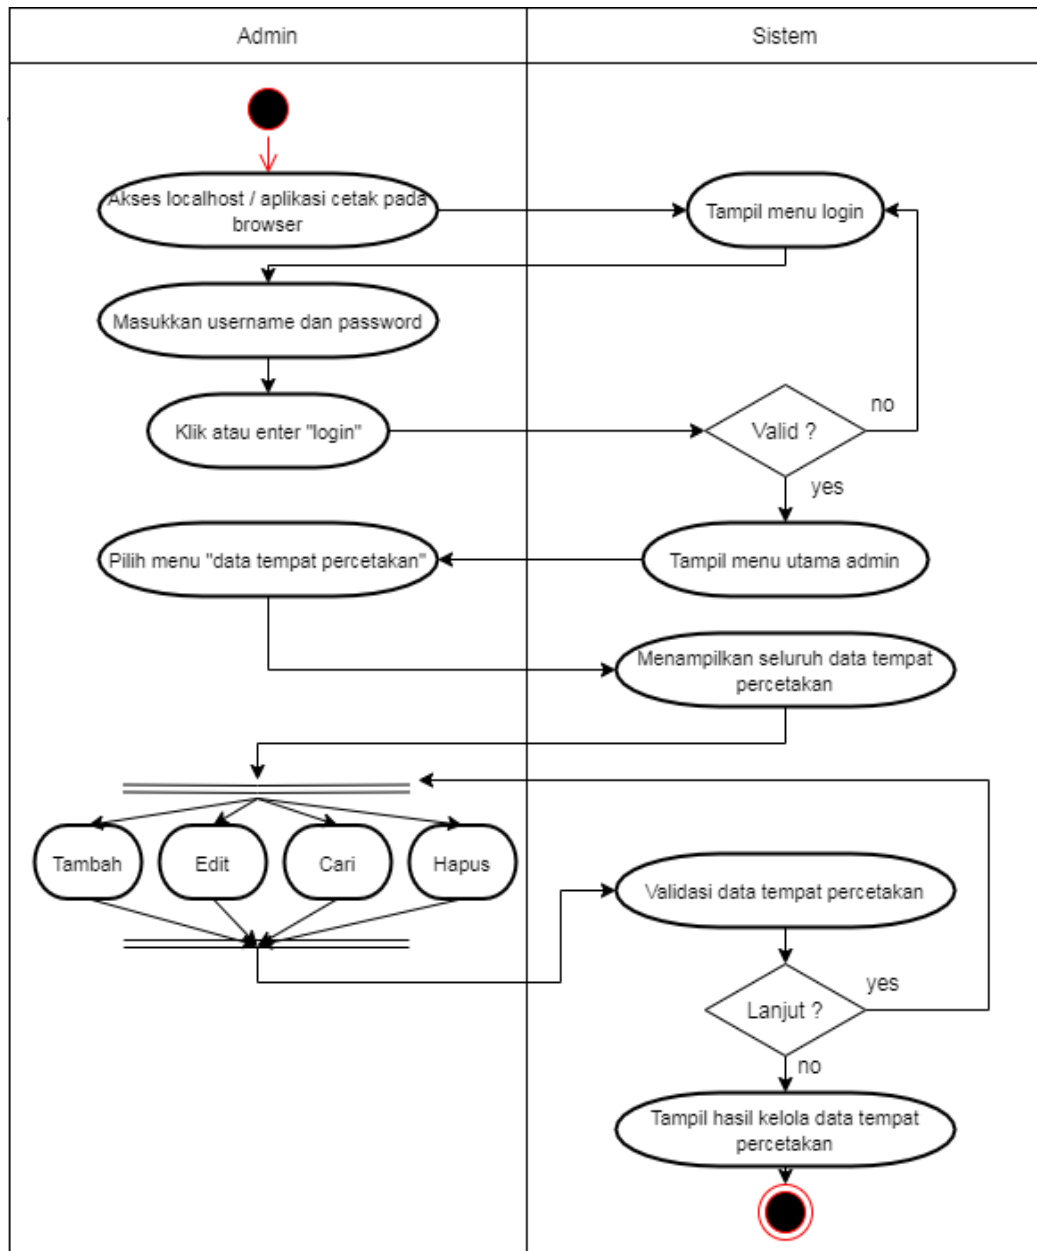 Admin
Sistem
Akses localhost / aplikasi cetak pada
browser
Tampil menu login
Masukkan username dan password
Klik atau enter "login"
Valid ?
no
yes
Pilih menu "data tempat percetakan"
Tampil menu utama admin
Menampilkan seluruh data tempat
percetakan
Tambah
Edit
Cari
Hapus
Validasi data tempat percetakan
Lanjut ?
yes
no
Tampil hasil kelola data tempat
percetakan